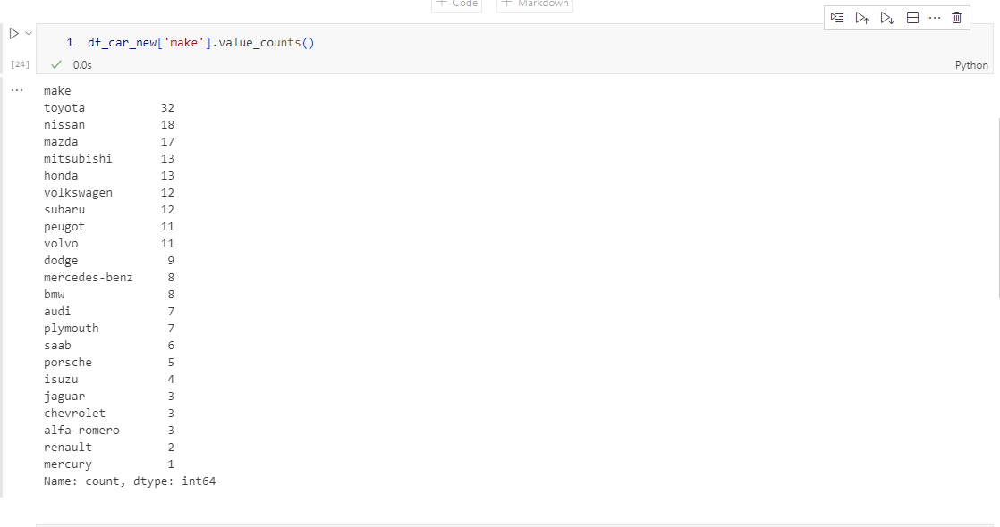 + Code + Markdown
1 df_car_new['make'].value_counts()
[24] ✓ 0.0s Python
... make
toyota 32
nissan 18
mazda 17
mitsubishi 13
honda 13
volkswagen 12
subaru 12
peugot 11
volvo 11
dodge 9
mercedes-benz 8
bmw 8
audi 7
plymouth 7
saab 6
porsche 5
isuzu 4
jaguar 3
chevrolet 3
alfa-romero 3
renault 2
mercury 1
Name: count, dtype: int64